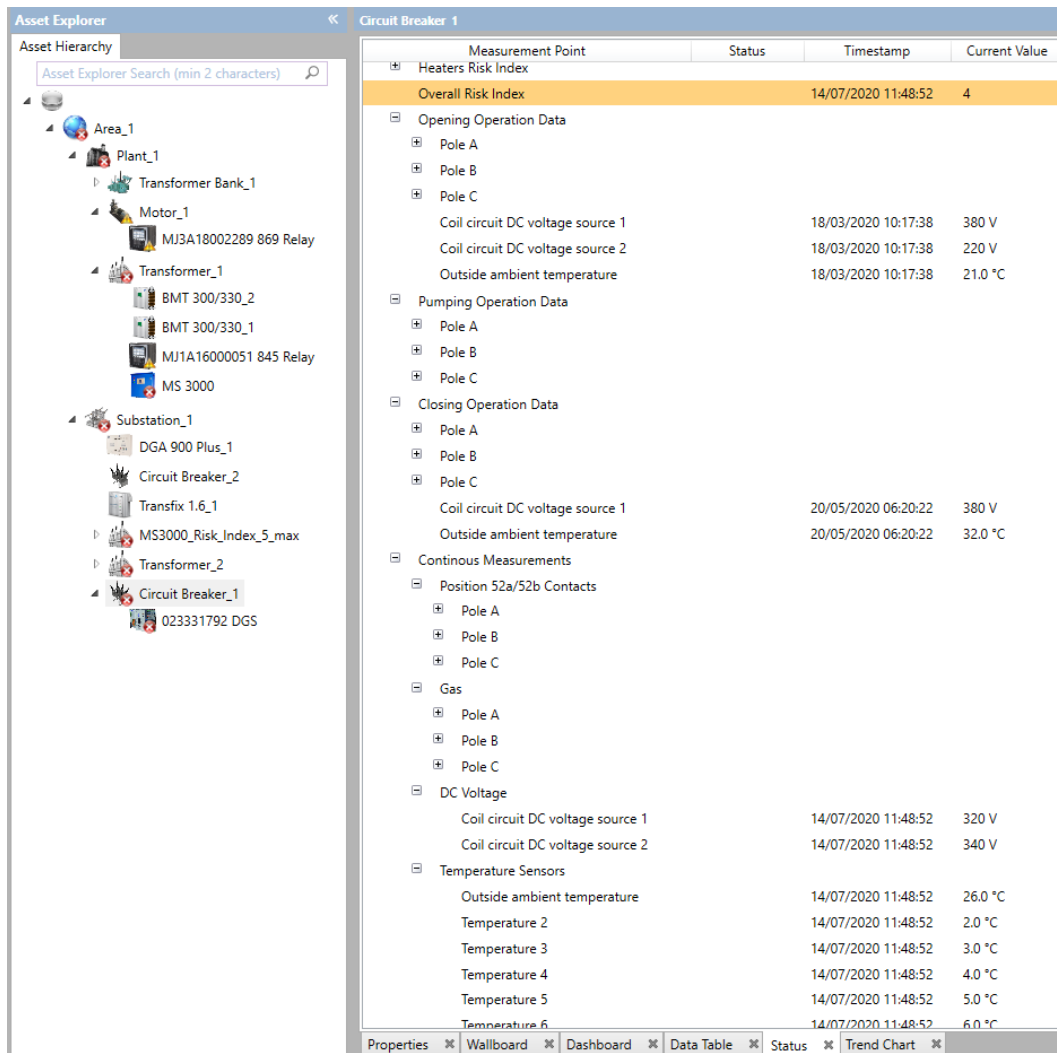 Asset Explorer
Asset Hierarchy
Asset Explorer Search (min 2 characters)
Area_1
Plant_1
Transformer Bank_1
Motor_1
MJ3A18002289 869 Relay
Transformer_1
BMT 300/330_2
BMT 300/330_1
MJ1A16000051 845 Relay
MS 3000
Substation_1
DGA 900 Plus_1
Circuit Breaker_2
Transfix 1.6_1
MS3000_Risk_Index_5_max
Transformer_2
Circuit Breaker_1
023331792 DGS
Circuit Breaker 1
Measurement Point Status Timestamp Current Value
Heaters Risk Index
Overall Risk Index 14/07/2020 11:48:52 4
Opening Operation Data
Pole A
Pole B
Pole C
Coil circuit DC voltage source 1 18/03/2020 10:17:38 380 V
Coil circuit DC voltage source 2 18/03/2020 10:17:38 220 V
Outside ambient temperature 18/03/2020 10:17:38 21.0 °C
Pumping Operation Data
Pole A
Pole B
Pole C
Closing Operation Data
Pole A
Pole B
Pole C
Coil circuit DC voltage source 1 20/05/2020 06:20:22 380 V
Outside ambient temperature 20/05/2020 06:20:22 32.0 °C
Continous Measurements
Position 52a/52b Contacts
Pole A
Pole B
Pole C
Gas
Pole A
Pole B
Pole C
DC Voltage
Coil circuit DC voltage source 1 14/07/2020 11:48:52 320 V
Coil circuit DC voltage source 2 14/07/2020 11:48:52 340 V
Temperature Sensors
Outside ambient temperature 14/07/2020 11:48:52 26.0 °C
Temperature 2 14/07/2020 11:48:52 2.0 °C
Temperature 3 14/07/2020 11:48:52 3.0 °C
Temperature 4 14/07/2020 11:48:52 4.0 °C
Temperature 5 14/07/2020 11:48:52 5.0 °C
Temperature 6 14/07/2020 11:48:52 6.0 °C
Properties Wallboard Dashboard Data Table Status Trend Chart